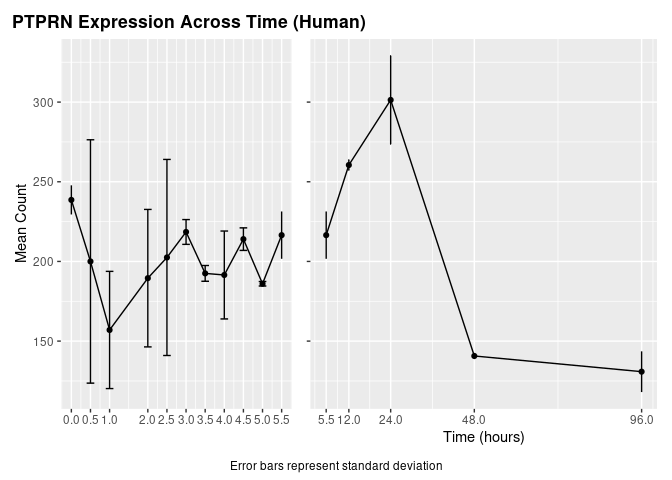 PTPRN Expression Across Time (Human)
Mean Count
300
250
200
150
0.0 0.5 1.0 2.0 2.5 3.0 3.5 4.0 4.5 5.0 5.5
5.5 12.0 24.0 48.0 96.0
Time (hours)
Error bars represent standard deviation